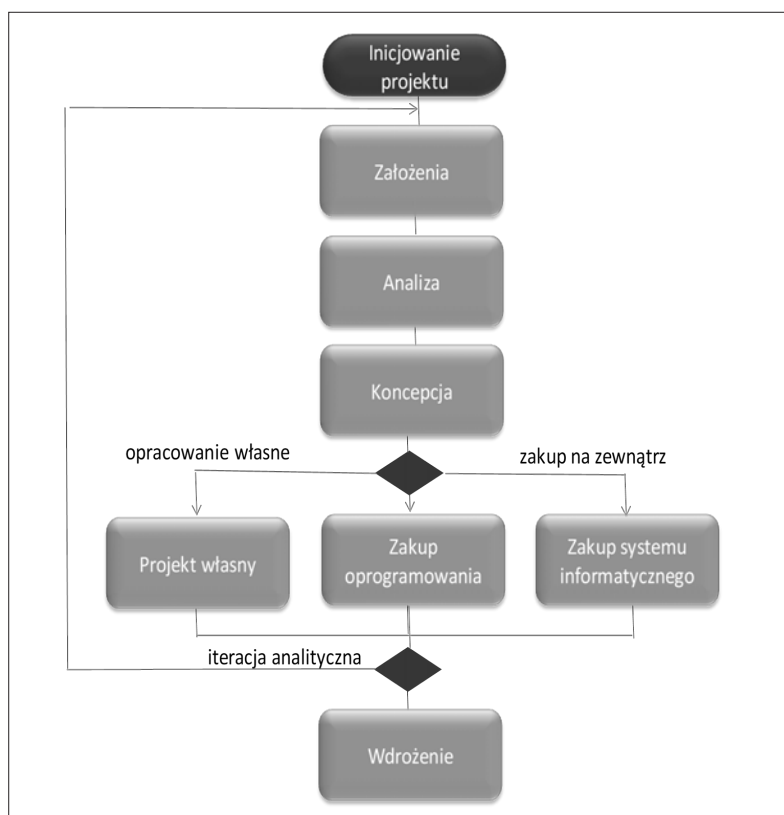 Inicjowanie
projektu
Założenia
Analiza
Koncepcja
opracowanie własne
zakup na zewnątrz
Projekt własny
Zakup
oprogramowania
Zakup systemu
informatycznego
iteracja analityczna
Wdrożenie